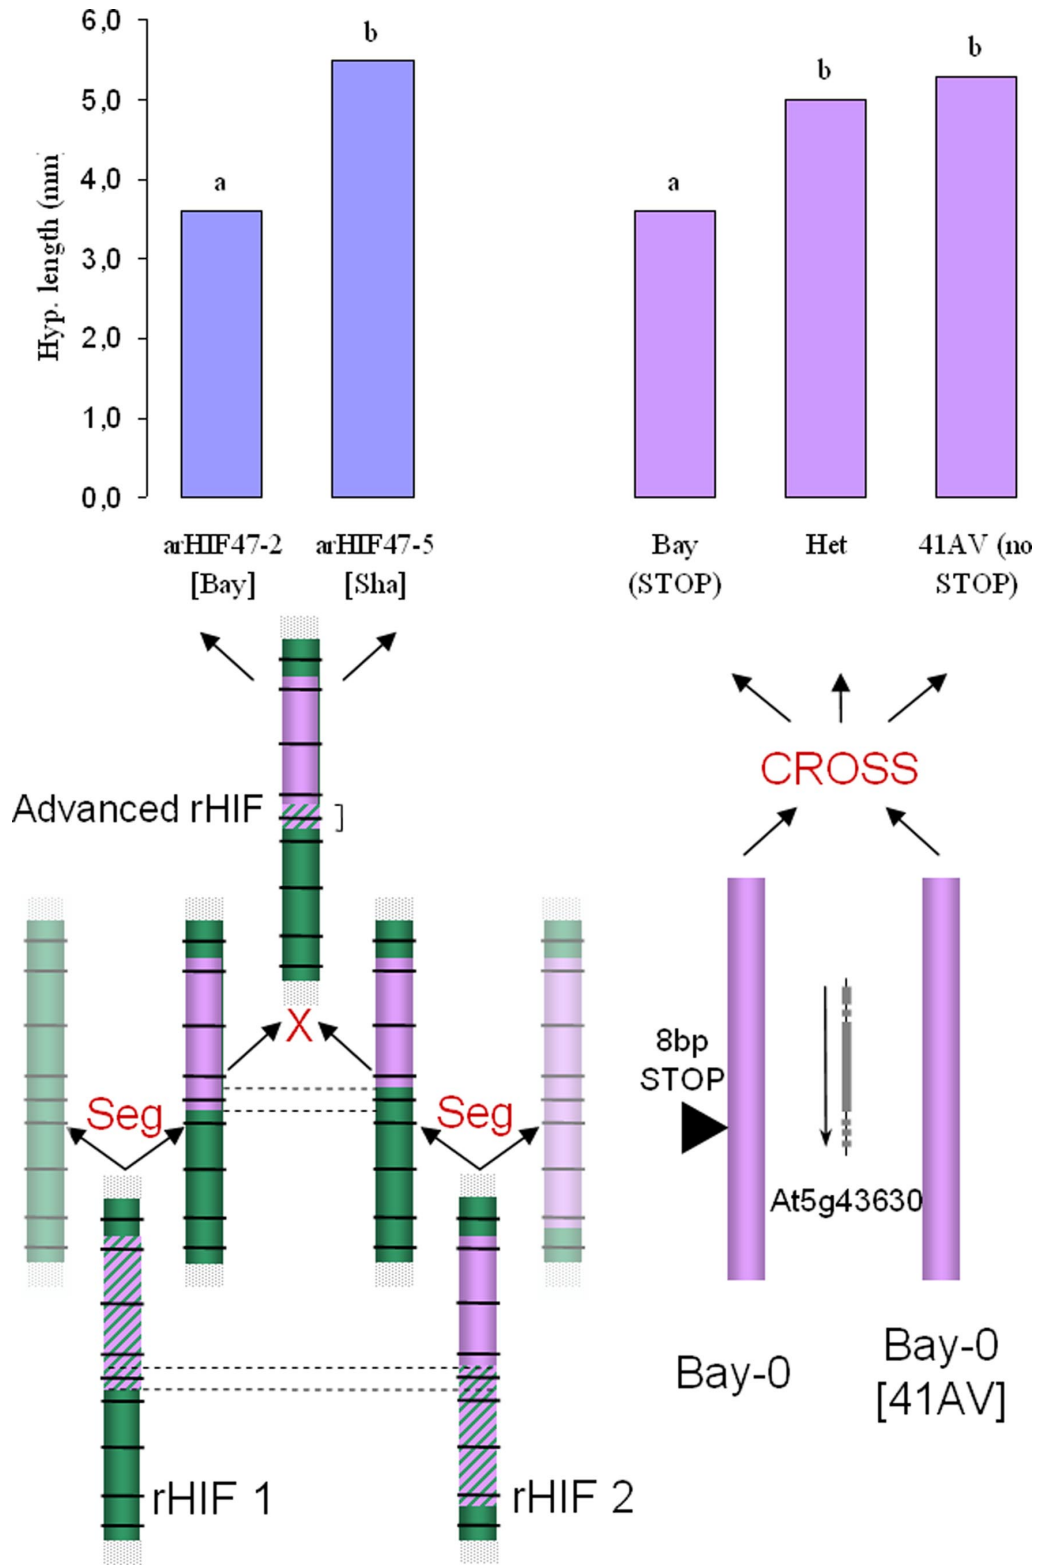 6,0
5,0
4,0
3,0
2,0
1,0
0,0
Hyp. length (mm)
a
b
a
b
b
arHIF47-2
[Bay]
arHIF47-5
[Sha]
Bay
(STOP)
Het
41AV (no
STOP)
Advanced rHIF
CROSS
X
Seg
Seg
8bp
STOP
At5g43630
rHIF 1
rHIF 2
Bay-0
Bay-0
[41AV]